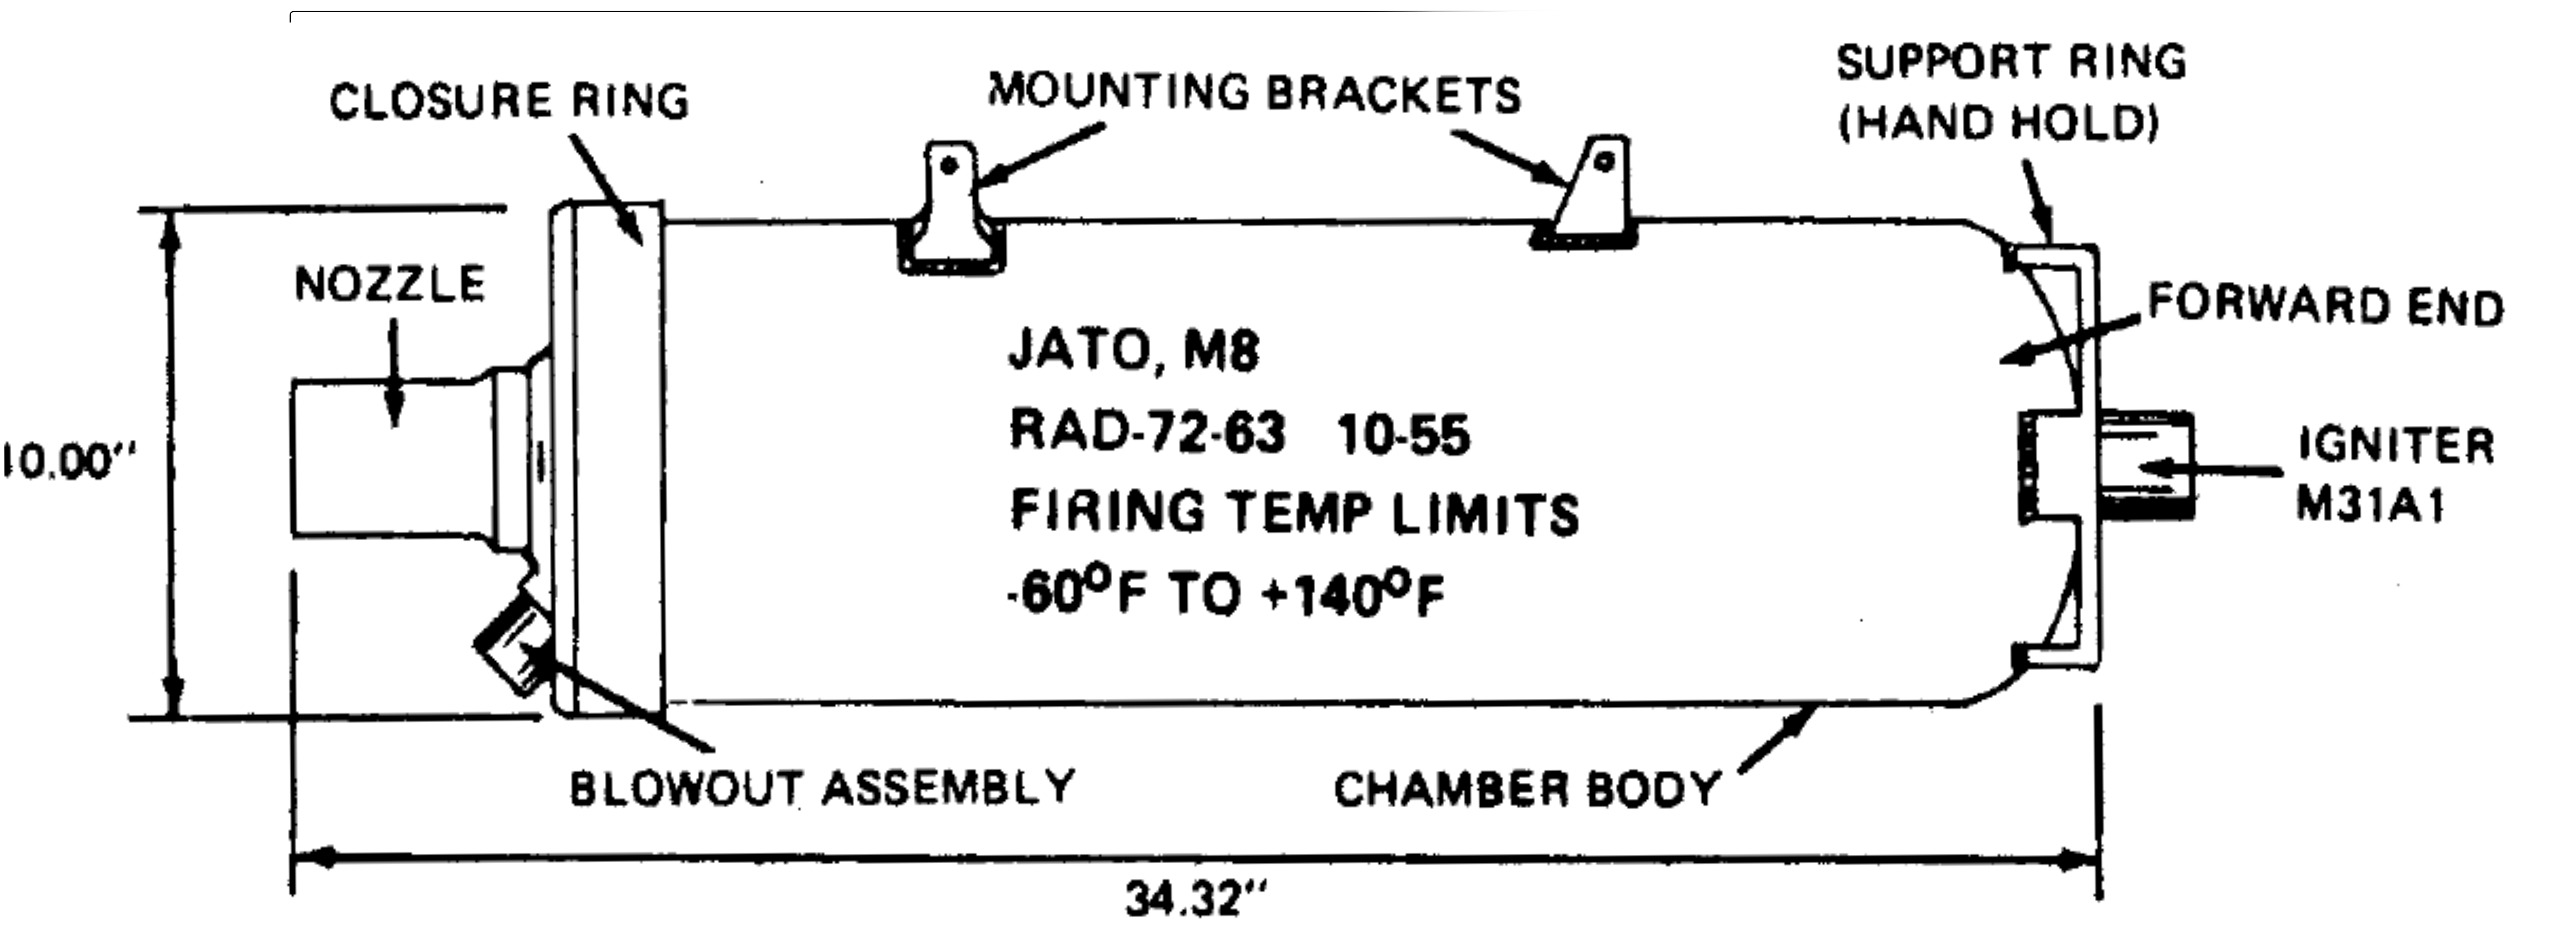 CLOSURE RING
MOUNTING BRACKETS
SUPPORT RING
(HAND HOLD)
NOZZLE
FORWARD END
JATO, M8
RAD-72-63 10-55
FIRING TEMP LIMITS
-60°F TO +140°F
10.00"
IGNITER
M31A1
BLOWOUT ASSEMBLY
CHAMBER BODY
34.32"